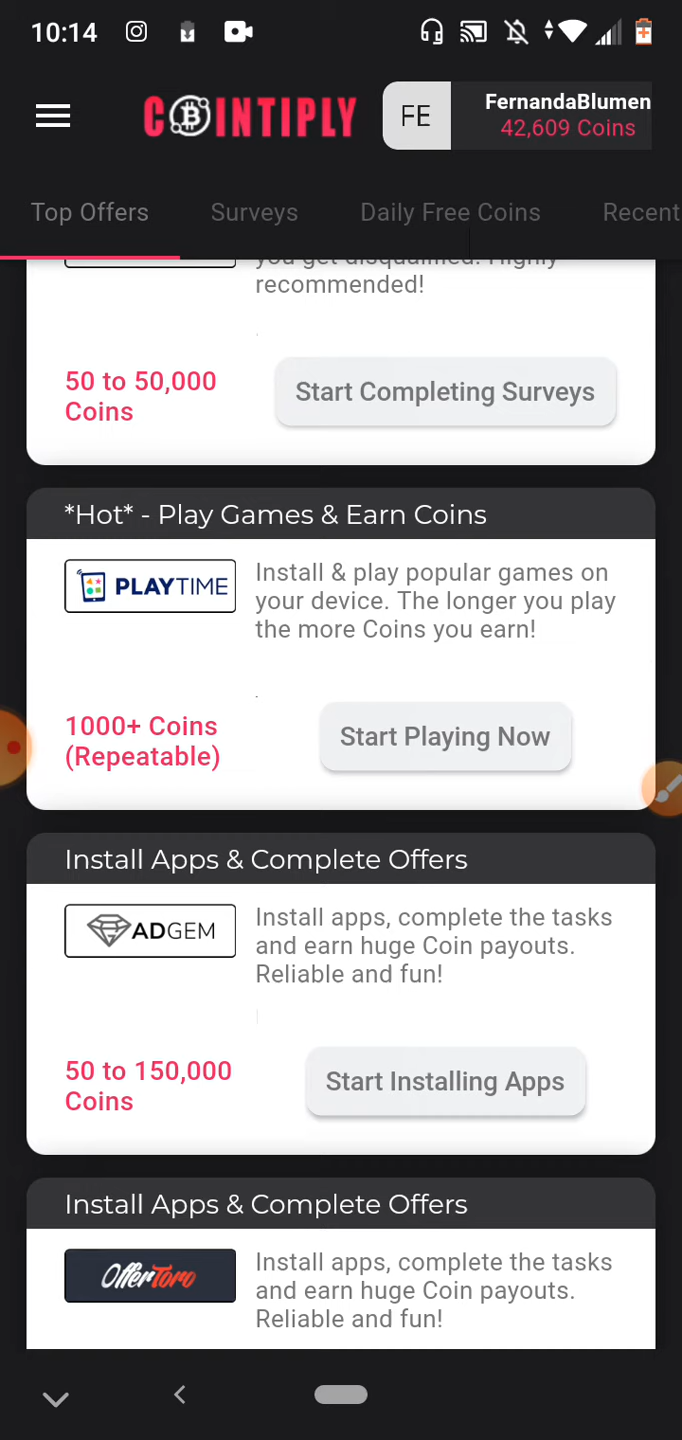 10:14
COINTIPLY
FE
FernandaBlumen
42,609 Coins
Top Offers
Surveys
Daily Free Coins
Recent
you get disqualified. Highly
recommended!
50 to 50,000
Coins
Start Completing Surveys
*Hot* - Play Games & Earn Coins
PLAYTIME
Install & play popular games on
your device. The longer you play
the more Coins you earn!
1000+ Coins
(Repeatable)
Start Playing Now
Install Apps & Complete Offers
ADGEM
Install apps, complete the tasks
and earn huge Coin payouts.
Reliable and fun!
50 to 150,000
Coins
Start Installing Apps
Install Apps & Complete Offers
OfferToro
Install apps, complete the tasks
and earn huge Coin payouts.
Reliable and fun!